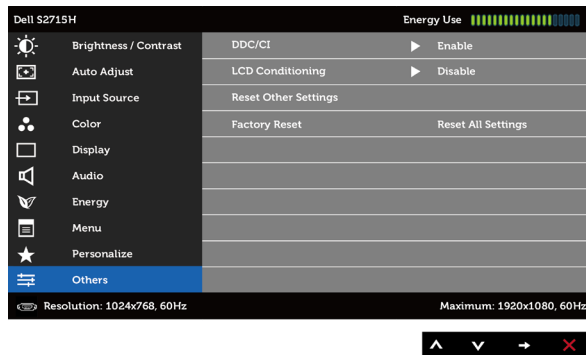 Dell S2715H Energy Use
Brightness / Contrast DDC/CI Enable
Auto Adjust LCD Conditioning Disable
Input Source Reset Other Settings
Color Factory Reset Reset All Settings
Display
Audio
Energy
Menu
Personalize
Others
Resolution: 1024x768, 60Hz Maximum: 1920x1080, 60Hz